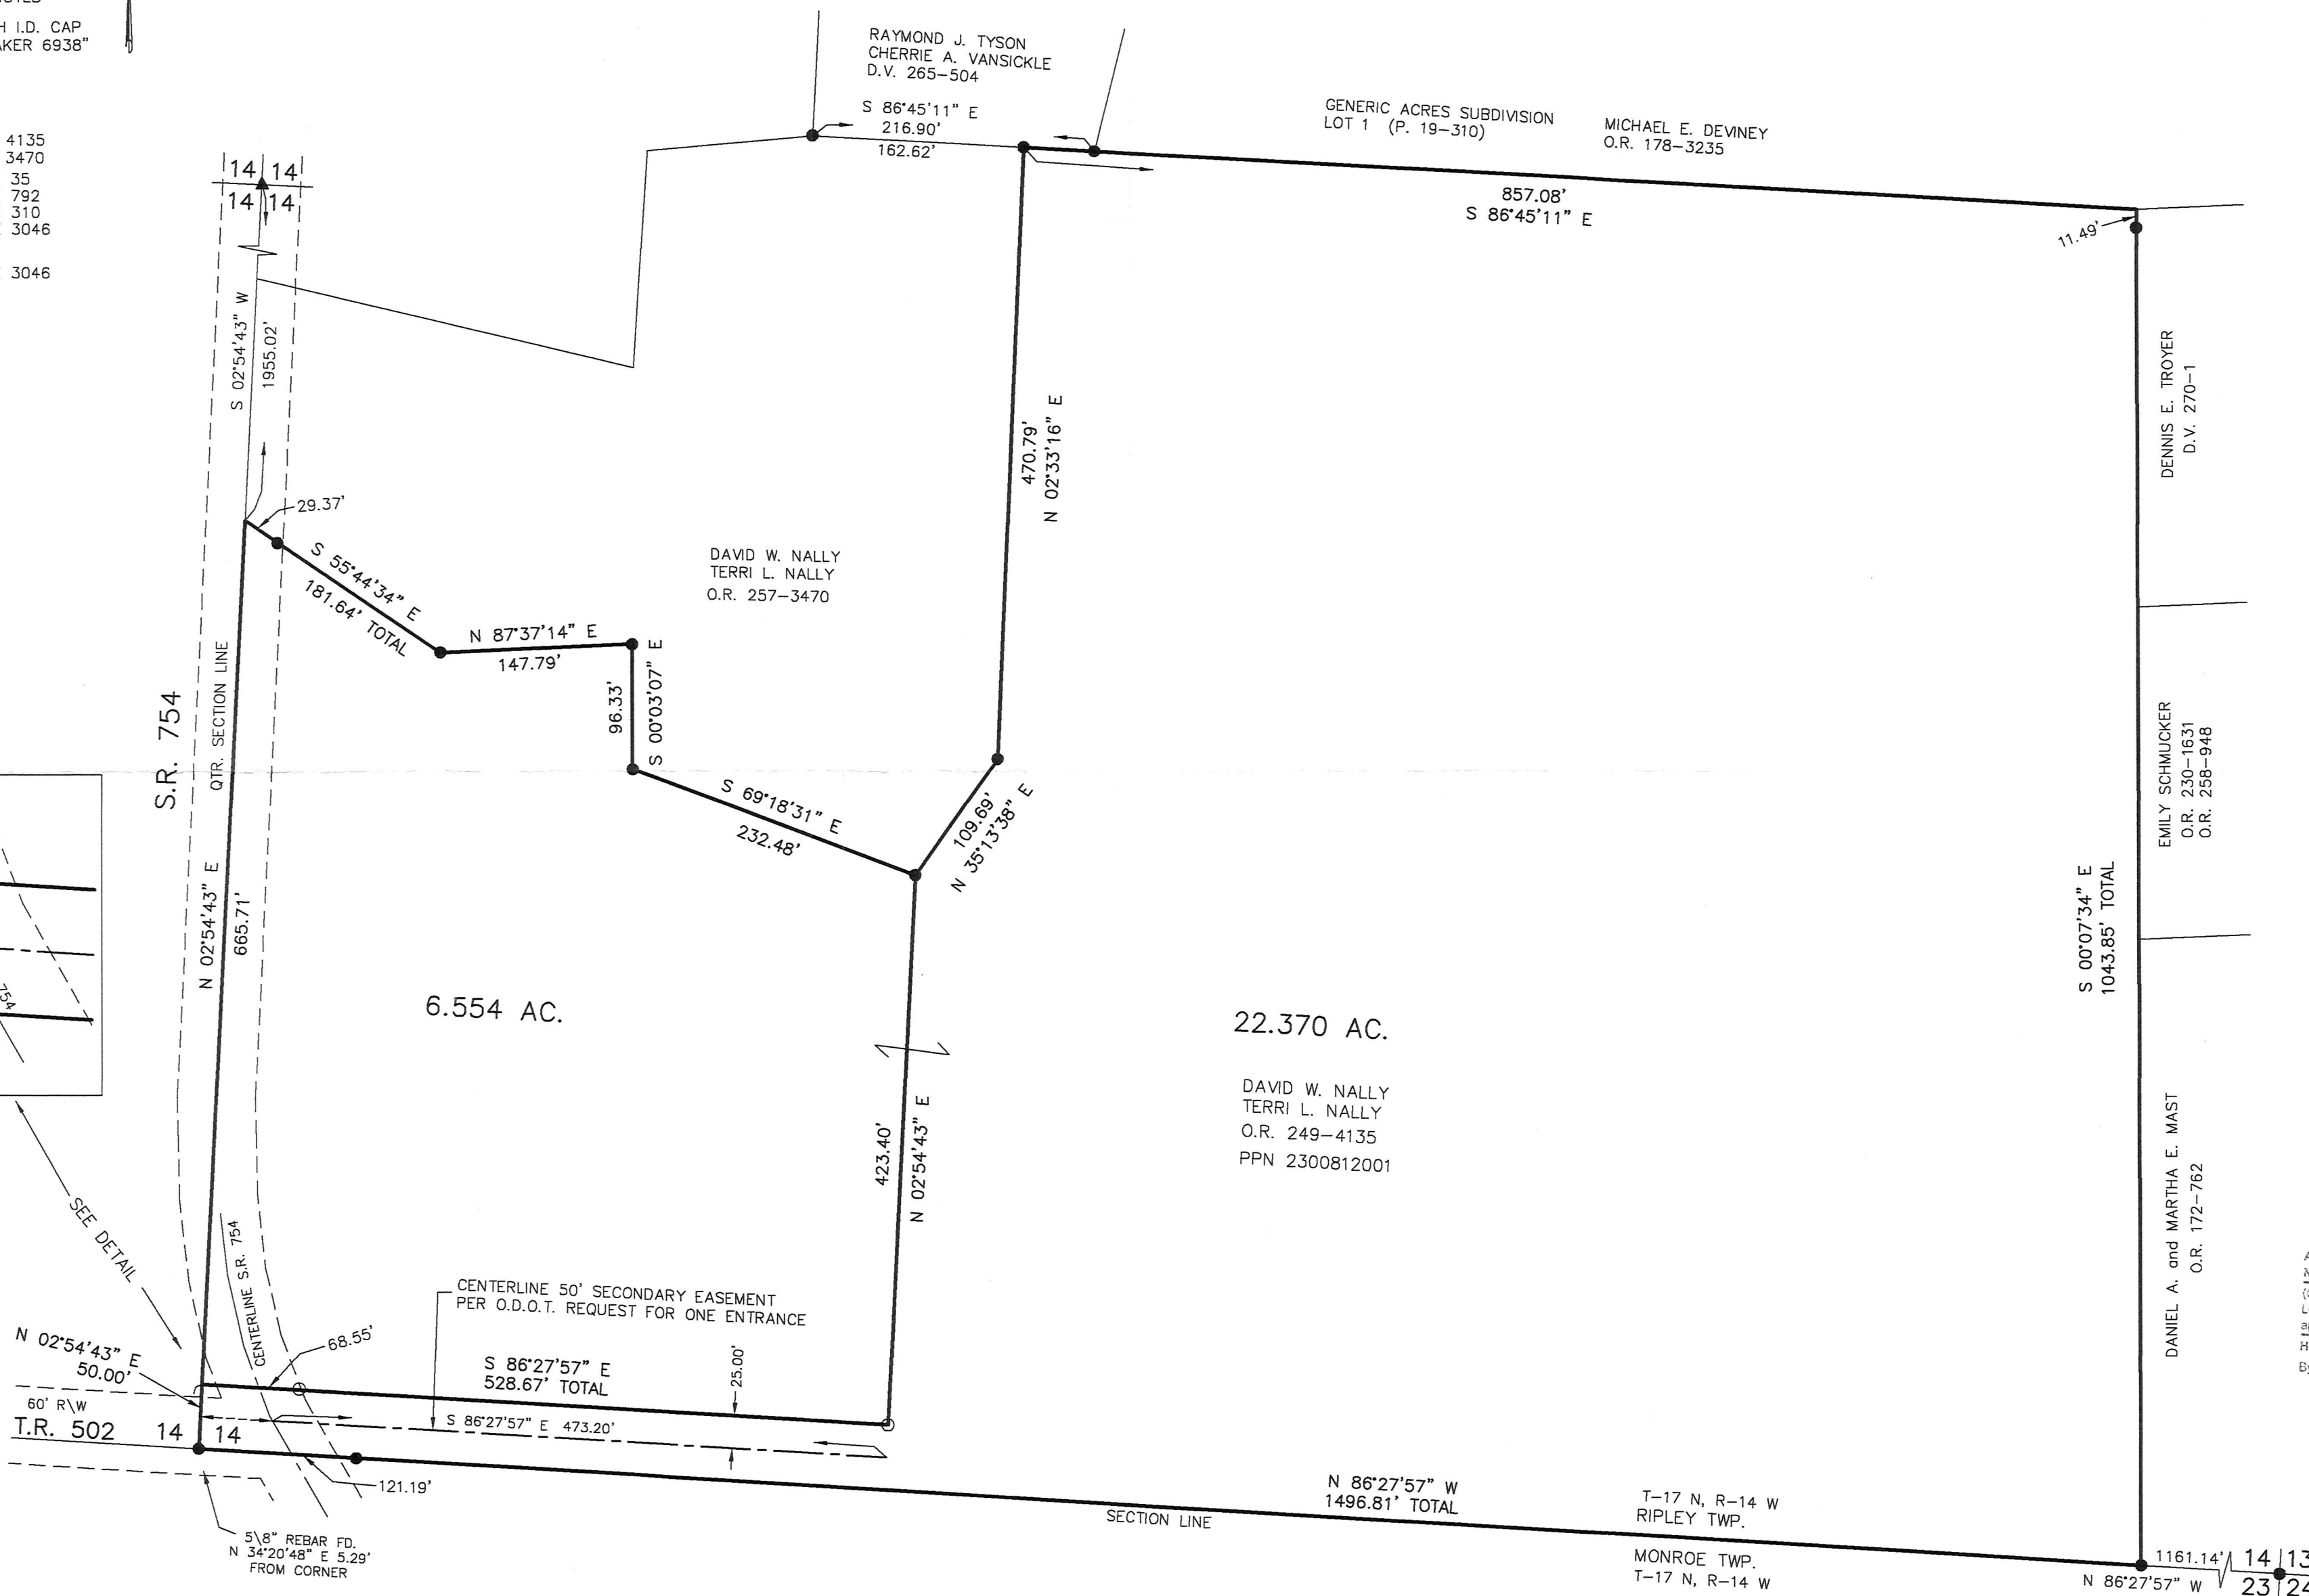 H I.D. CAP
AKER 6938"
4135
3470
35
792
310
3046
3046
RAYMOND J. TYSON
CHERRIE A. VANSICKLE
D.V. 265-504
S 86°45'11" E
216.90'
162.62'
GENERIC ACRES SUBDIVISION
LOT 1 (P. 19-310)
MICHAEL E. DEVINEY
O.R. 178-3235
857.08'
S 86°45'11" E
11.49'
14 14
14 14
S 02°54'43" W
1955.02'
29.37'
S 55°44'34" E
181.64' TOTAL
N 87°37'14" E
147.79'
96.33'
S 00°03'07" E
S 69°18'31" E
232.48'
109.69'
N 35°13'38" E
470.79'
N 02°33'16" E
DAVID W. NALLY
TERRI L. NALLY
O.R. 257-3470
DENNIS E. TROYER
D.V. 270-1
EMILY SCHMUCKER
O.R. 230-1631
O.R. 258-948
S 00°07'34" E
1043.85' TOTAL
DANIEL A. and MARTHA E. MAST
O.R. 172-762
S.R. 754
QTR. SECTION LINE
N 02°54'43" E
665.71'
754
6.554 AC.
22.370 AC.
DAVID W. NALLY
TERRI L. NALLY
O.R. 249-4135
PPN 2300812001
423.40'
N 02°54'43" E
SEE DETAIL
CENTERLINE S.R. 754
CENTERLINE 50' SECONDARY EASEMENT
PER O.D.O.T. REQUEST FOR ONE ENTRANCE
68.55'
N 02°54'43" E
50.00'
S 86°27'57" E
528.67' TOTAL
25.00'
60' R\W
T.R. 502
14 14
S 86°27'57" E 473.20'
121.19'
5\8" REBAR FD.
N 34°20'48" E 5.29'
FROM CORNER
SECTION LINE
N 86°27'57" W
1496.81' TOTAL
T-17 N, R-14 W
RIPLEY TWP.
MONROE TWP.
T-17 N, R-14 W
1161.14'
N 86°27'57" W
14 13
23 24